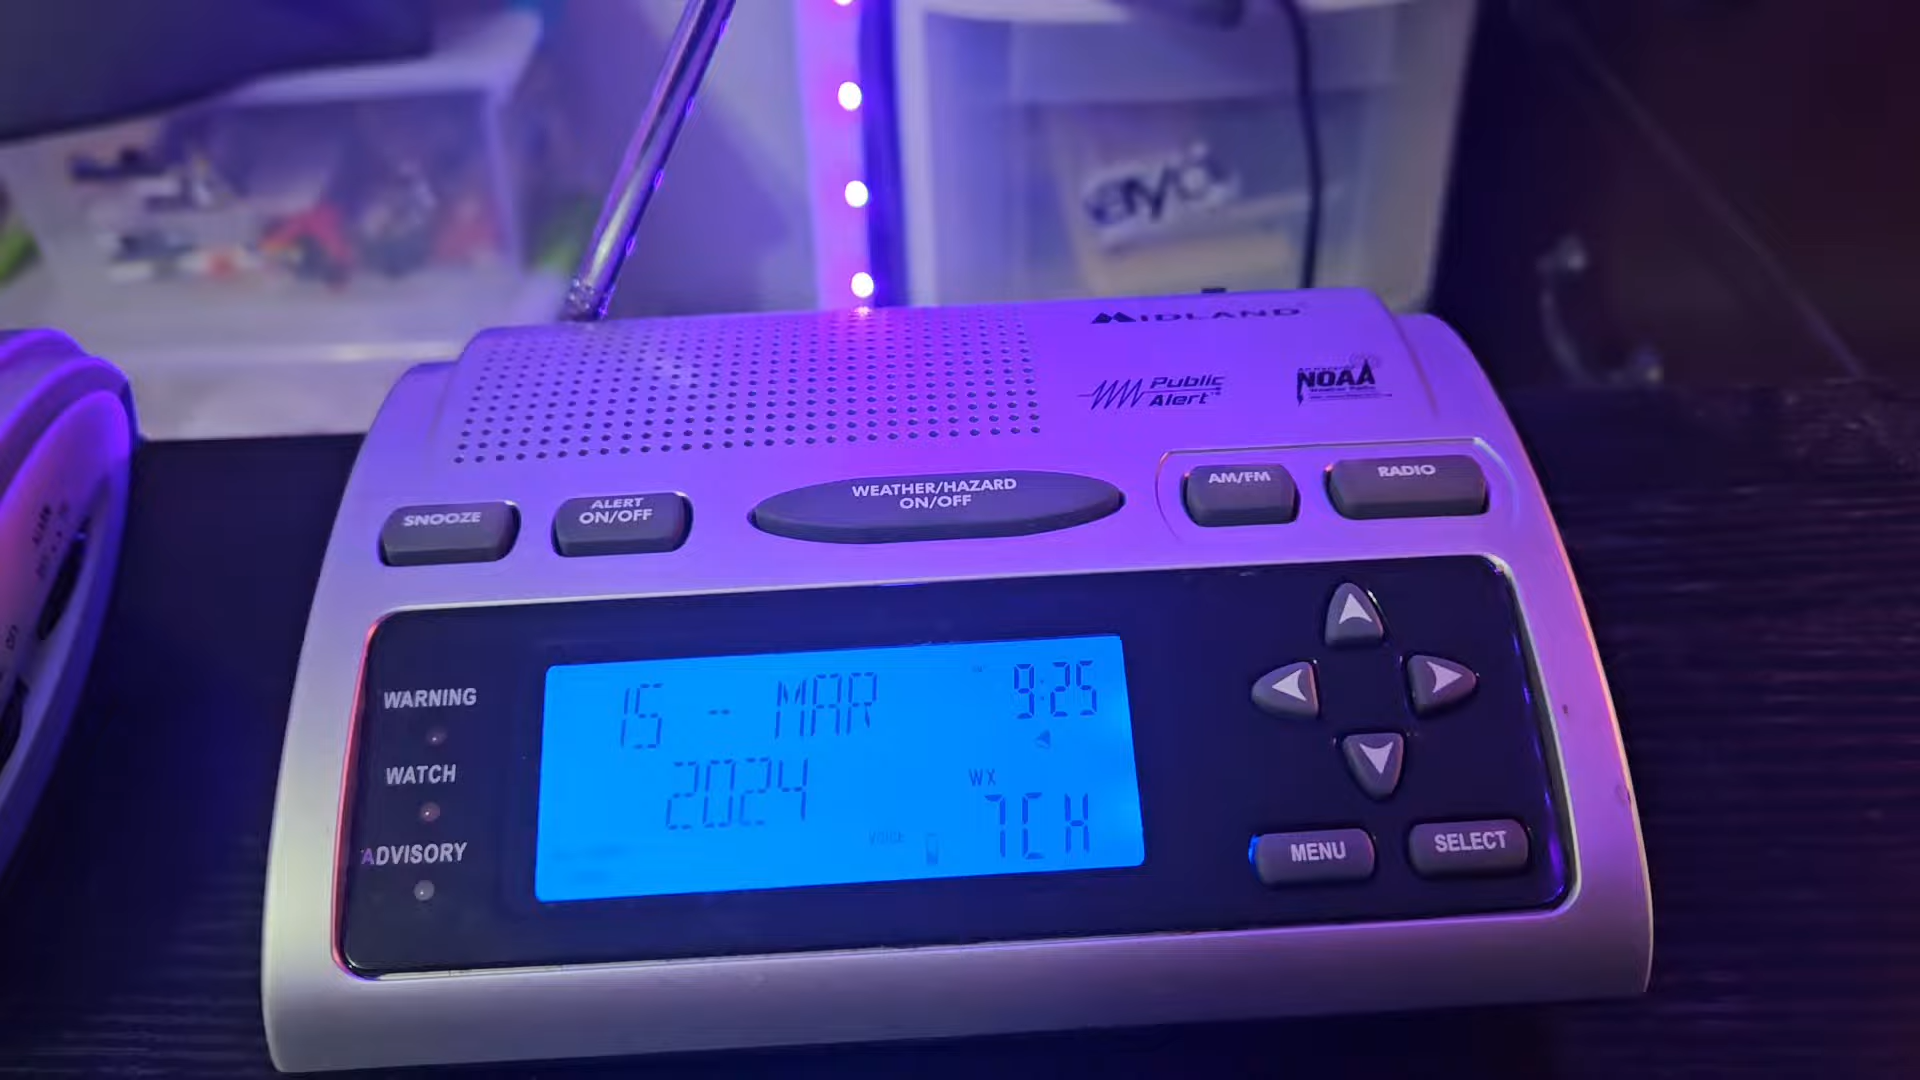 MIDLAND
Public
Alert
NOAA
SNOOZE
ALERT
ON/OFF
WEATHER/HAZARD
ON/OFF
AM/FM
RADIO
WARNING
WATCH
ADVISORY
15 - MAR
9:25
2024
WX
7CH
VOICE
MENU
SELECT